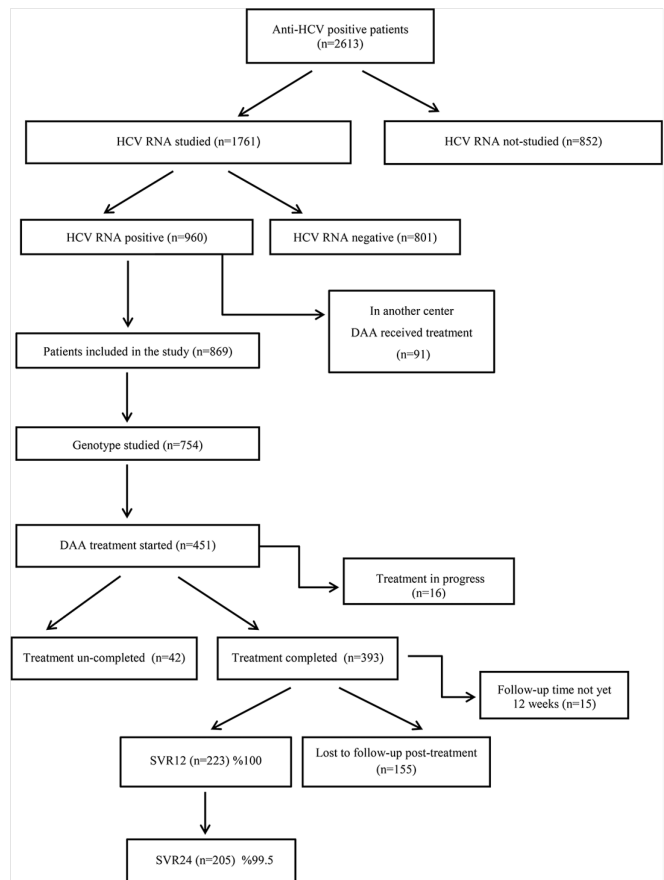 Anti-HCV positive patients
(n=2613)
HCV RNA studied (n=1761)
HCV RNA not-studied (n=852)
HCV RNA positive (n=960)
HCV RNA negative (n=801)
In another center
DAA received treatment
(n=91)
Patients included in the study (n=869)
Genotype studied (n=754)
DAA treatment started (n=451)
Treatment in progress
(n=16)
Treatment un-completed (n=42)
Treatment completed (n=393)
Follow-up time not yet
12 weeks (n=15)
SVR12 (n=223) %100
Lost to follow-up post-treatment
(n=155)
SVR24 (n=205) %99.5